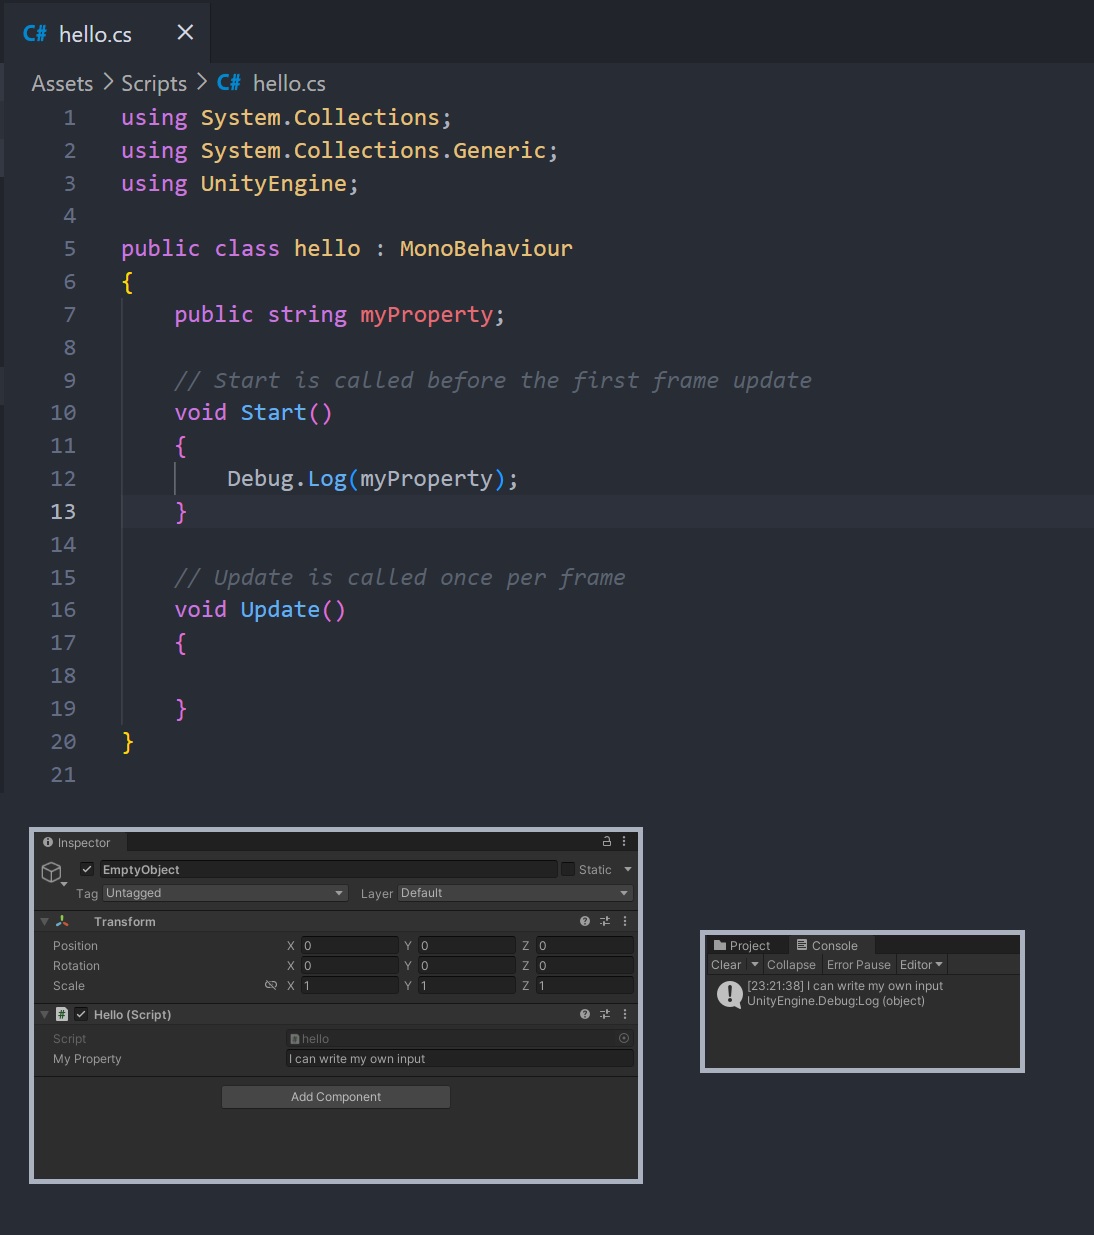 C# hello.cs
Assets > Scripts > C# hello.cs
1 using System.Collections;
2 using System.Collections.Generic;
3 using UnityEngine;
4
5 public class hello : MonoBehaviour
6 {
7 public string myProperty;
8
9 // Start is called before the first frame update
10 void Start()
11 {
12 Debug.Log(myProperty);
13 }
14
15 // Update is called once per frame
16 void Update()
17 {
18
19 }
20 }
21
Inspector
EmptyObject Static
Tag Untagged Layer Default
Transform
Position X 0 Y 0 Z 0
Rotation X 0 Y 0 Z 0
Scale X 1 Y 1 Z 1
# Hello (Script)
Script hello
My Property I can write my own input
Add Component
Project Console
Clear Collapse Error Pause Editor
[23:21:38] I can write my own input
UnityEngine.Debug:Log (object)